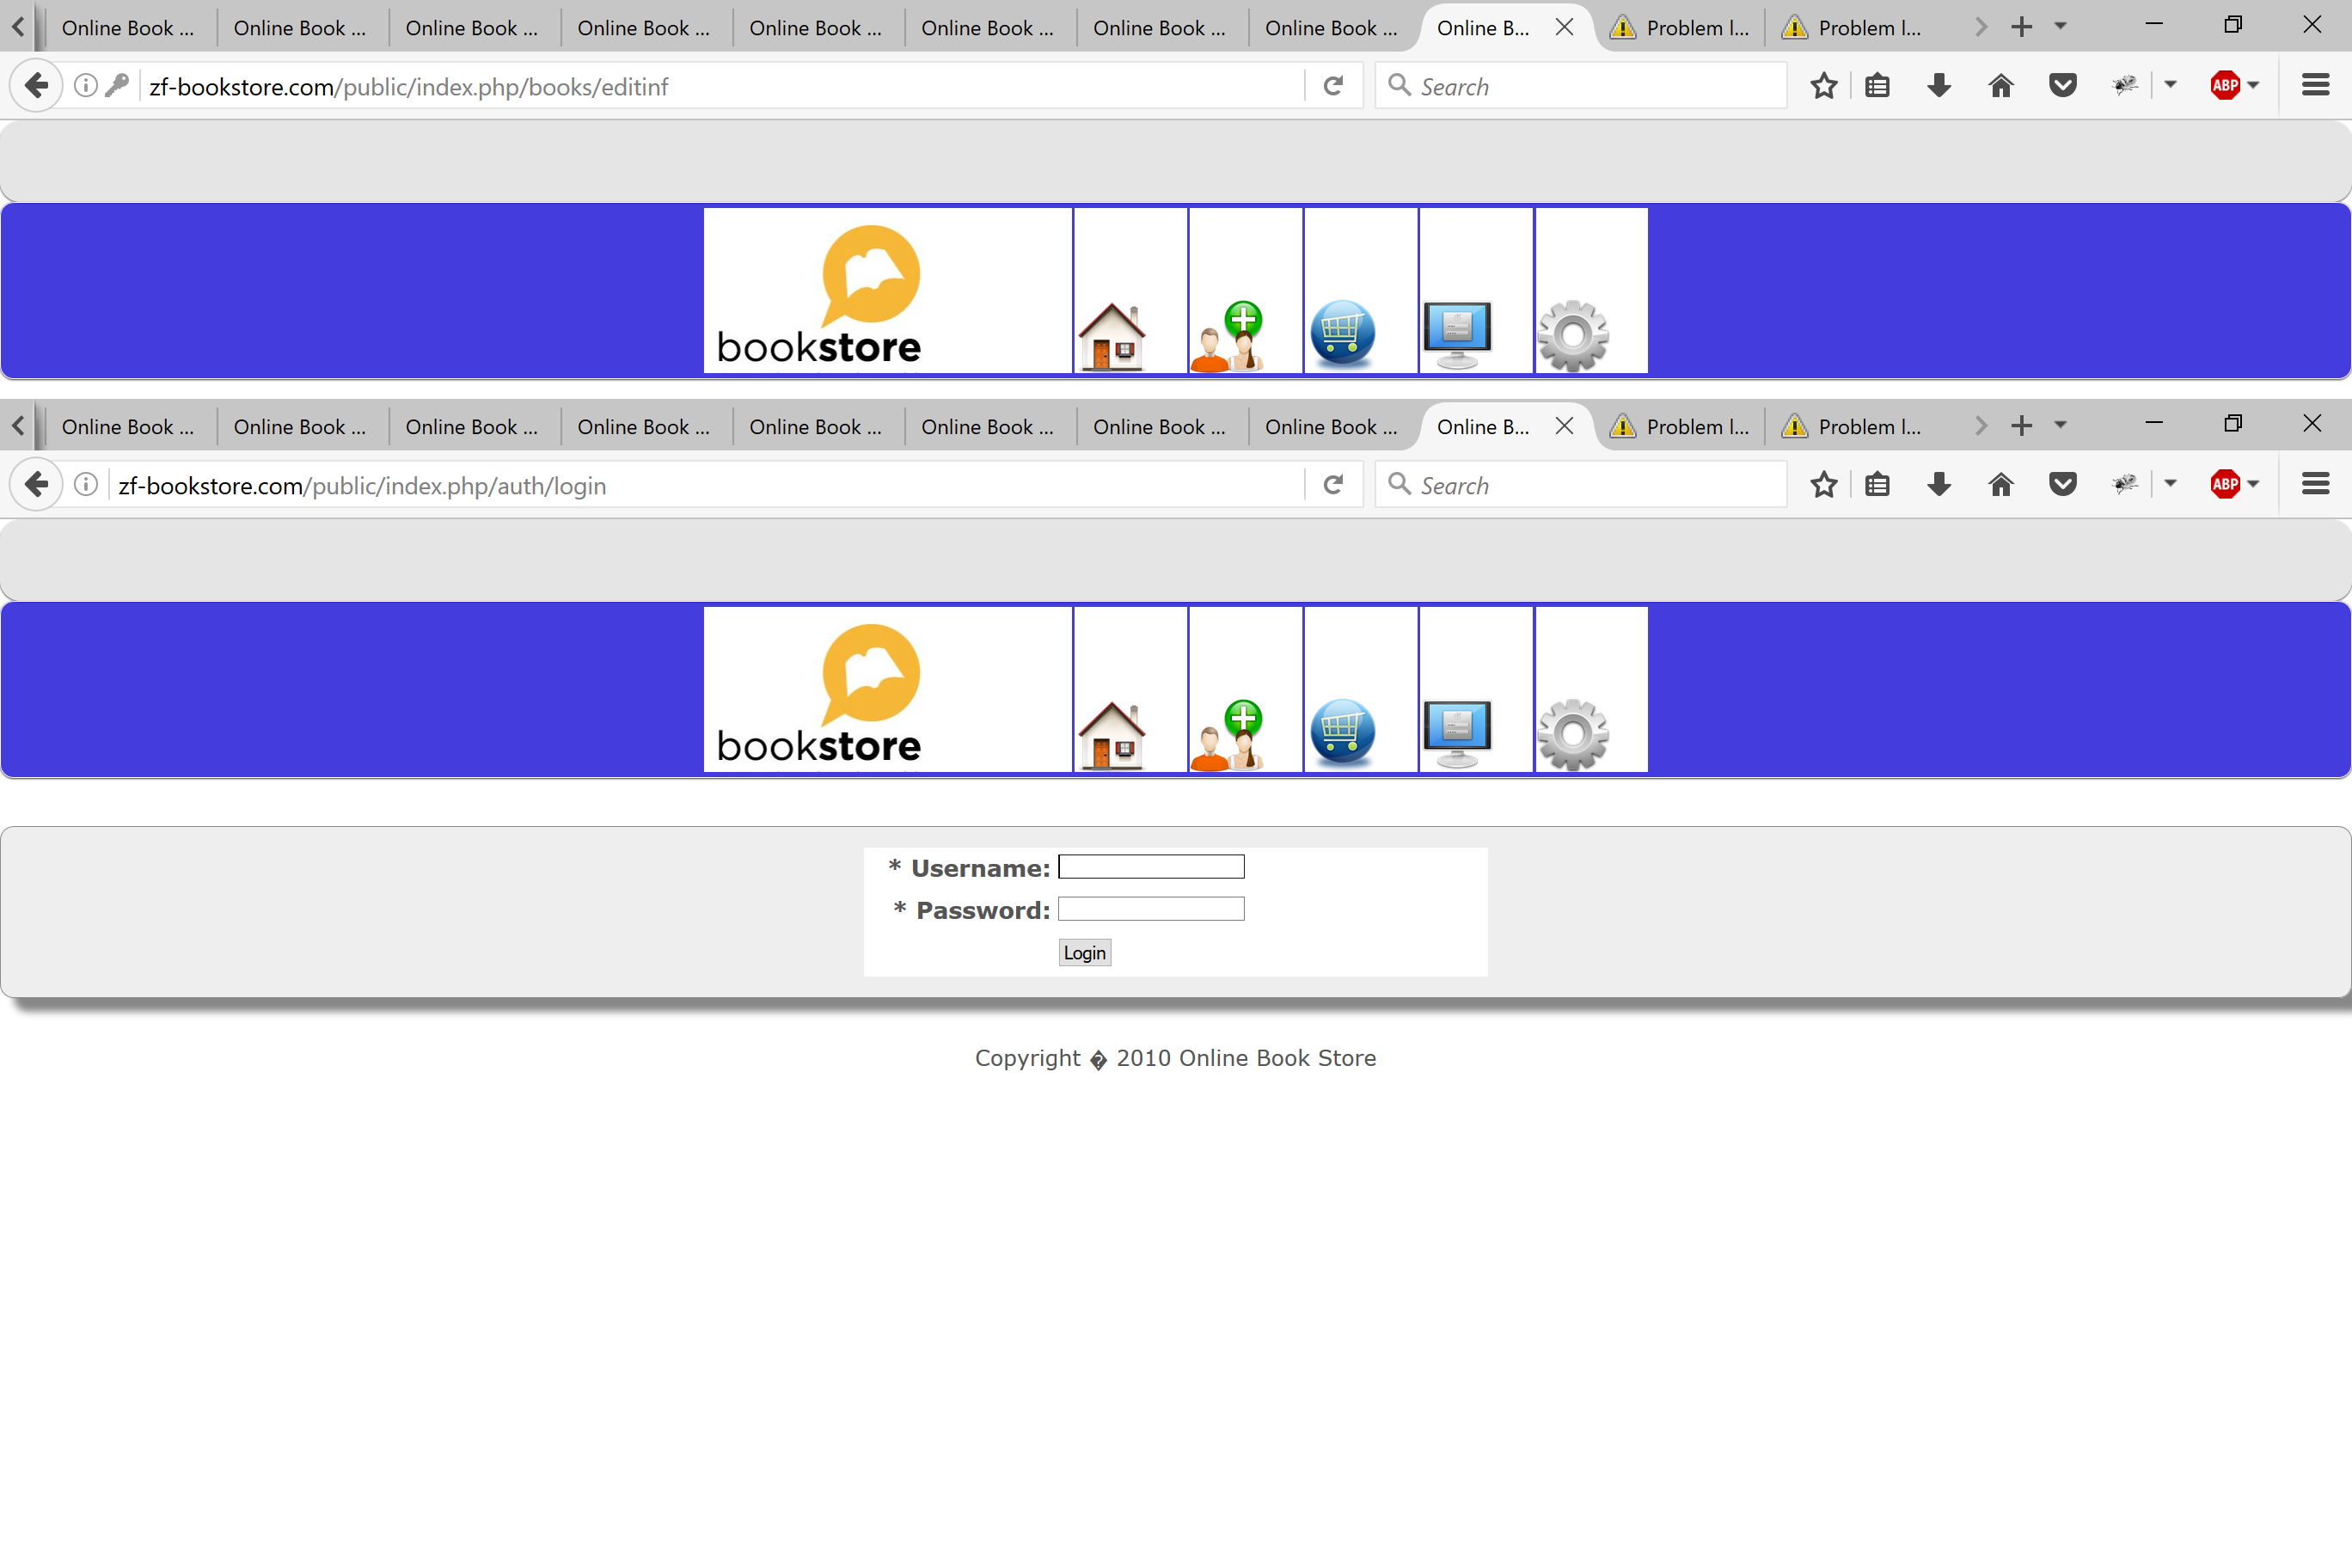 Online Book ... Online Book ... Online Book ... Online Book ... Online Book ... Online Book ... Online Book ... Online Book ... Online B... Problem l... Problem l...
zf-bookstore.com/public/index.php/books/editinf Search ABP
bookstore
Online Book ... Online Book ... Online Book ... Online Book ... Online Book ... Online Book ... Online Book ... Online Book ... Online B... Problem l... Problem l...
zf-bookstore.com/public/index.php/auth/login Search ABP
bookstore
* Username:
* Password:
Login
Copyright � 2010 Online Book Store